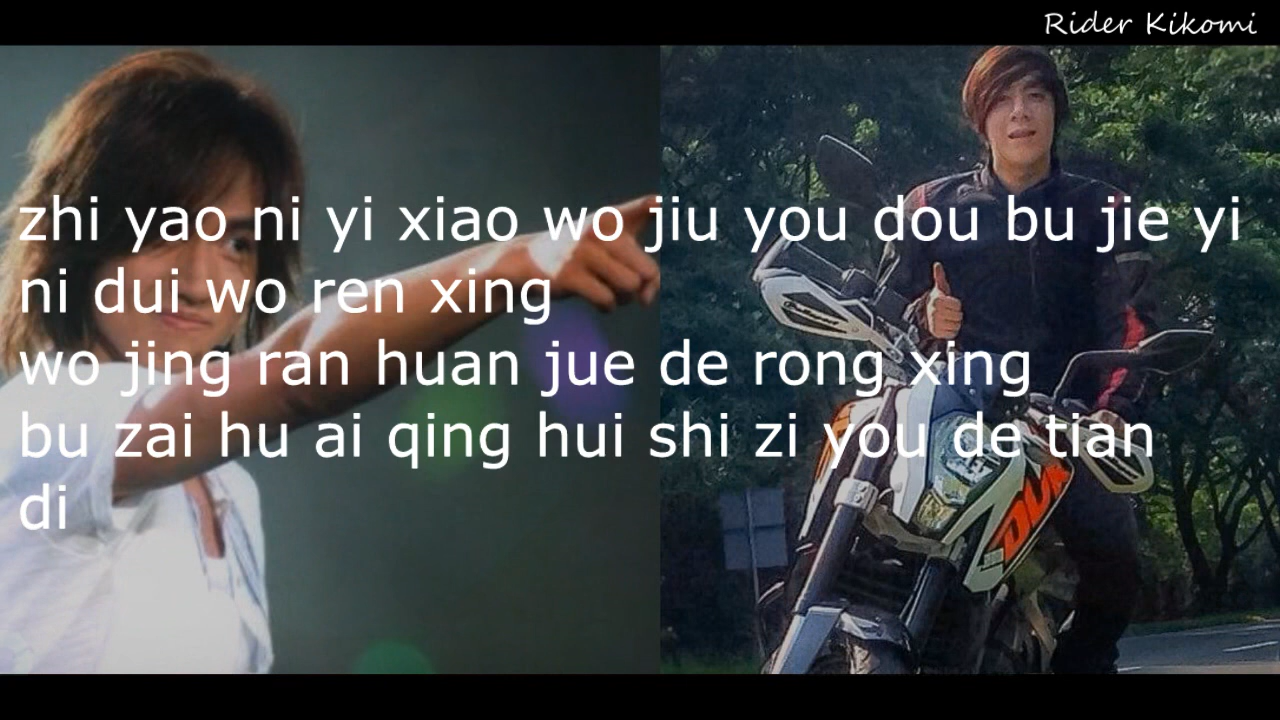 Rider Kikomi
zhi yao ni yi xiao wo jiu you dou bu jie yi
ni dui wo ren xing
wo jing ran huan jue de rong xing
bu zai hu ai qing hui shi zi you de tian
di
DUK